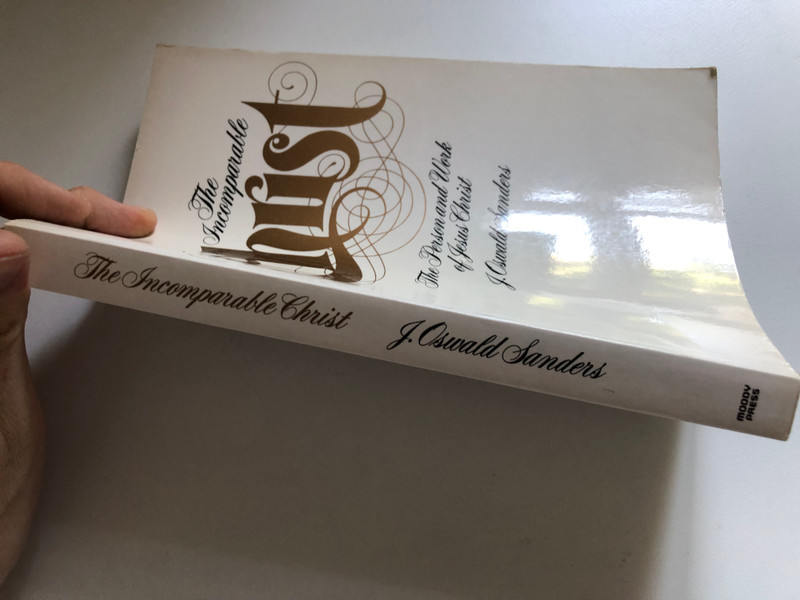 The
Incomparable
Christ
The Person and Work
of Jesus Christ
J. Oswald Sanders
The Incomparable Christ
J. Oswald Sanders
MOODY
PRESS